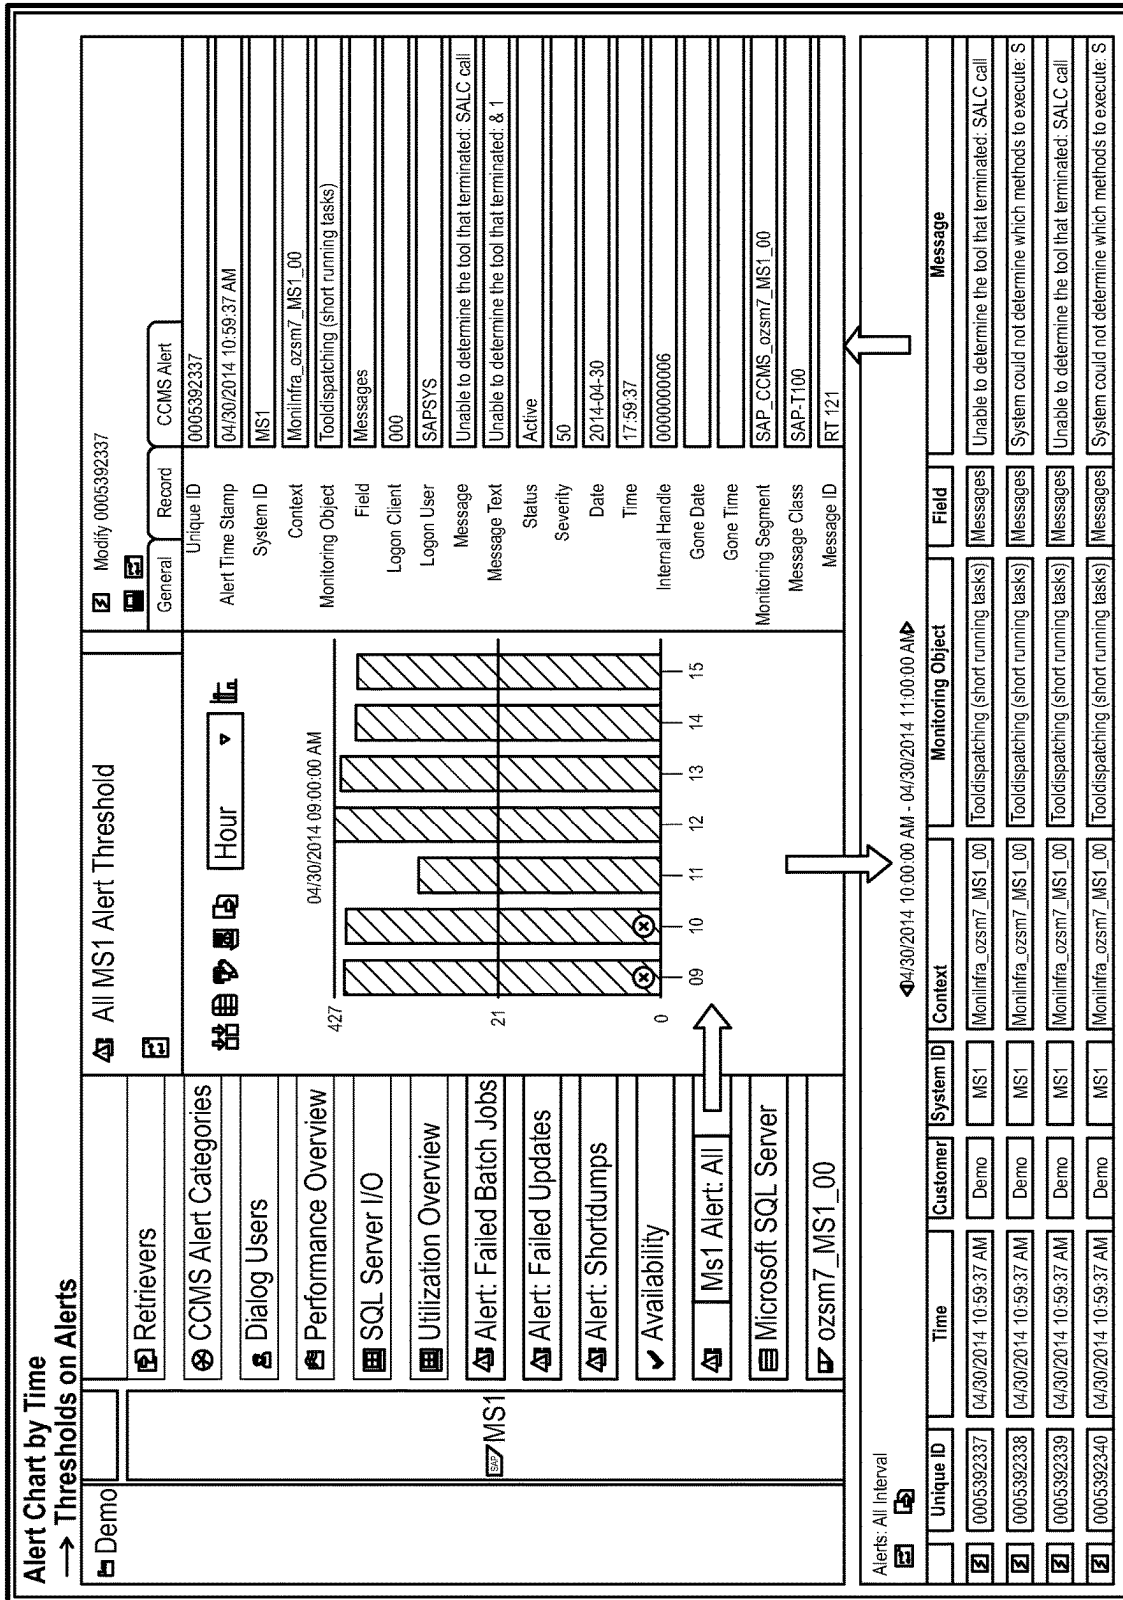 Alert Chart by Time
→ Thresholds on Alerts
Demo
SAP MS1
Retrievers
CCMS Alert Categories
Dialog Users
Performance Overview
SQL Server I/O
Utilization Overview
Alert: Failed Batch Jobs
Alert: Failed Updates
Alert: Shortdumps
Availability
Ms1 Alert: All
Microsoft SQL Server
ozsm7_MS1_00
All MS1 Alert Threshold
Hour
04/30/2014 09:00:00 AM
427
21
0
09 10 11 12 13 14 15
Modify 0005392337
General Record CCMS Alert
Unique ID 0005392337
Alert Time Stamp 04/30/2014 10:59:37 AM
System ID MS1
Context MoniInfra_ozsm7_MS1_00
Monitoring Object Tooldispatching (short running tasks)
Field Messages
Logon Client 000
Logon User SAPSYS
Message Unable to determine the tool that terminated: SALC call
Message Text Unable to determine the tool that terminated: & 1
Status Active
Severity 50
Date 2014-04-30
Time 17:59:37
Internal Handle 0000000006
Gone Date
Gone Time
Monitoring Segment SAP_CCMS_ozsm7_MS1_00
Message Class SAP-T100
Message ID RT 121
Alerts: All Interval
04/30/2014 10:00:00 AM - 04/30/2014 11:00:00 AM
Unique ID Time Customer System ID Context Monitoring Object Field Message
0005392337 04/30/2014 10:59:37 AM Demo MS1 MoniInfra_ozsm7_MS1_00 Tooldispatching (short running tasks) Messages Unable to determine the tool that terminated: SALC call
0005392338 04/30/2014 10:59:37 AM Demo MS1 MoniInfra_ozsm7_MS1_00 Tooldispatching (short running tasks) Messages System could not determine which methods to execute: S
0005392339 04/30/2014 10:59:37 AM Demo MS1 MoniInfra_ozsm7_MS1_00 Tooldispatching (short running tasks) Messages Unable to determine the tool that terminated: SALC call
0005392340 04/30/2014 10:59:37 AM Demo MS1 MoniInfra_ozsm7_MS1_00 Tooldispatching (short running tasks) Messages System could not determine which methods to execute: S